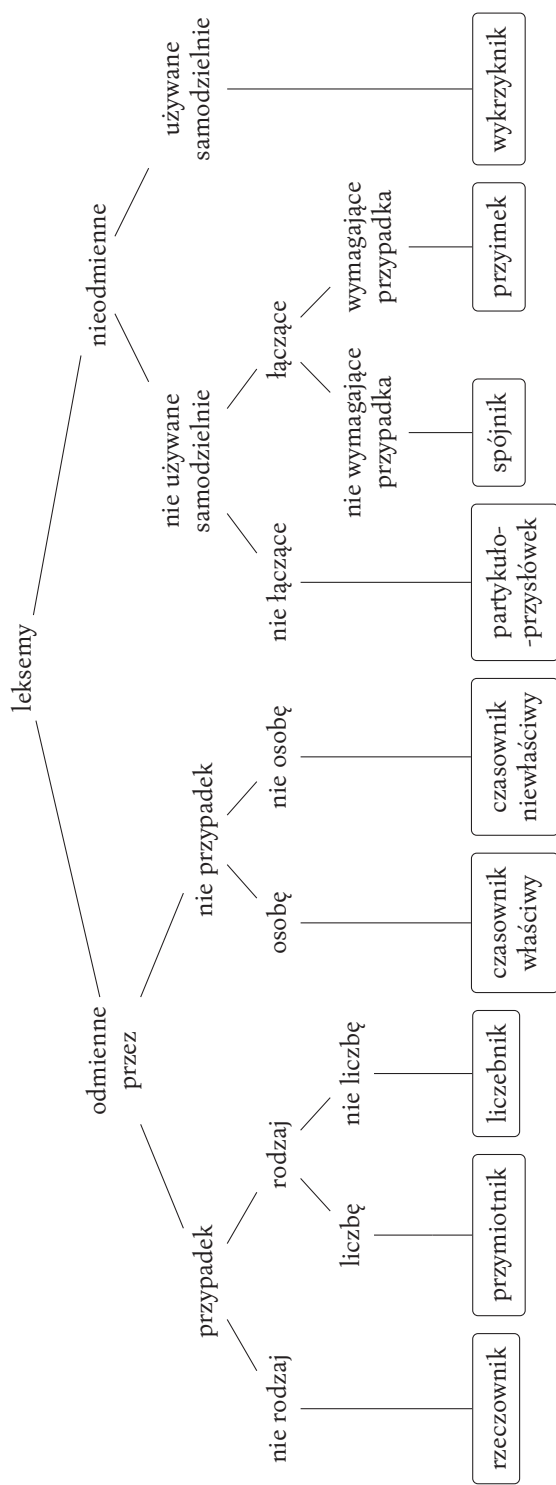 leksemy
odmienne
przez
nieodmienne
przypadek
nie przypadek
nie używane
samodzielnie
używane
samodzielnie
nie rodzaj
rodzaj
osobę
nie osobę
nie łączące
łączące
liczbę
nie liczbę
nie wymagające
przypadka
wymagające
przypadka
rzeczownik
przymiotnik
liczebnik
czasownik
właściwy
czasownik
niewłaściwy
partykuło-
-przysłówek
spójnik
przyimek
wykrzyknik